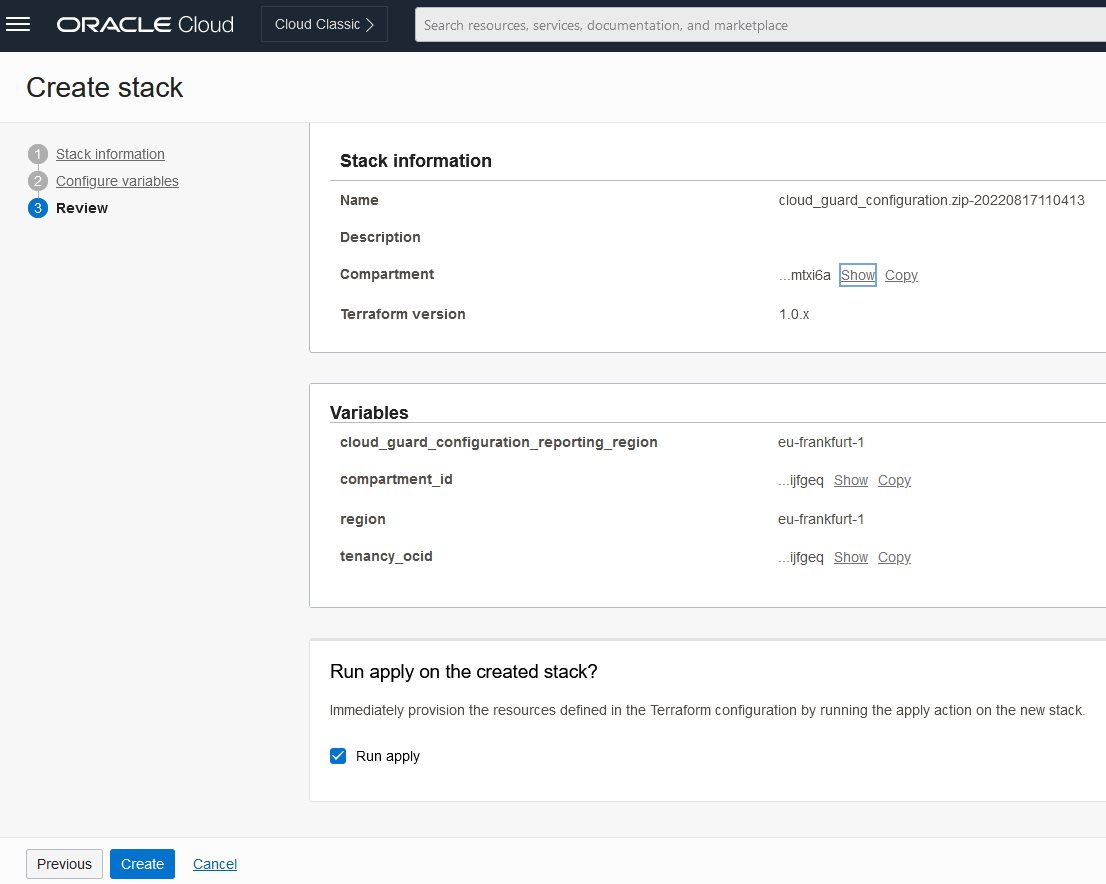 ORACLE Cloud
Cloud Classic
Search resources, services, documentation, and marketplace
Create stack
1 Stack information
2 Configure variables
3 Review
Stack information
Name cloud_guard_configuration.zip-20220817110413
Description
Compartment ...mtxi6a Show Copy
Terraform version 1.0.x
Variables
cloud_guard_configuration_reporting_region eu-frankfurt-1
compartment_id ...ijfgeq Show Copy
region eu-frankfurt-1
tenancy_ocid ...ijfgeq Show Copy
Run apply on the created stack?
Immediately provision the resources defined in the Terraform configuration by running the apply action on the new stack.
Run apply
Previous Create Cancel